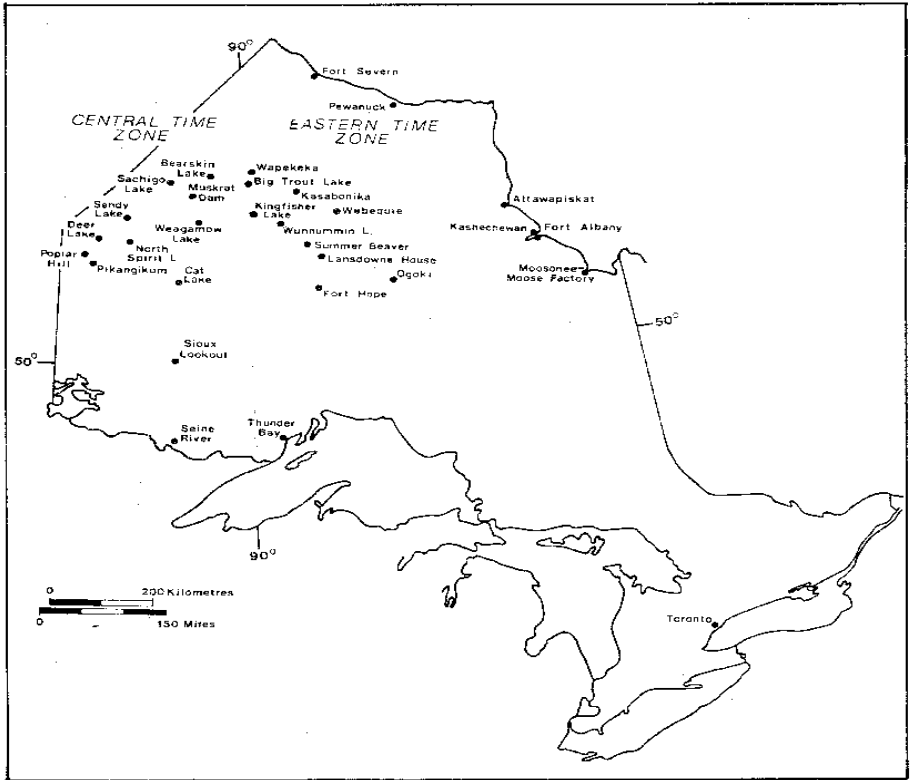 90°
Fort Severn
Pewanuck
CENTRAL TIME
ZONE
EASTERN TIME
ZONE
Bearskin
Lake
Wapekeka
Sachigo
Lake
Big Trout Lake
Muskrat
Dam
Kasabonika
Sandy
Lake
Kingfisher
Lake
Webequie
Attawapiskat
Deer
Lake
Weagamow
Lake
Wunnummin L.
Kashechewan
Fort Albany
Poplar
Hill
North
Spirit L
Summer Beaver
Lansdowne House
Pikangikum
Cat
Lake
Ogoki
Moosonee
Moose Factory
Fort Hope
50°
50°
Sioux
Lookout
Seine
River
Thunder
Bay
90°
0 200 Kilometres
0 150 Miles
Toronto